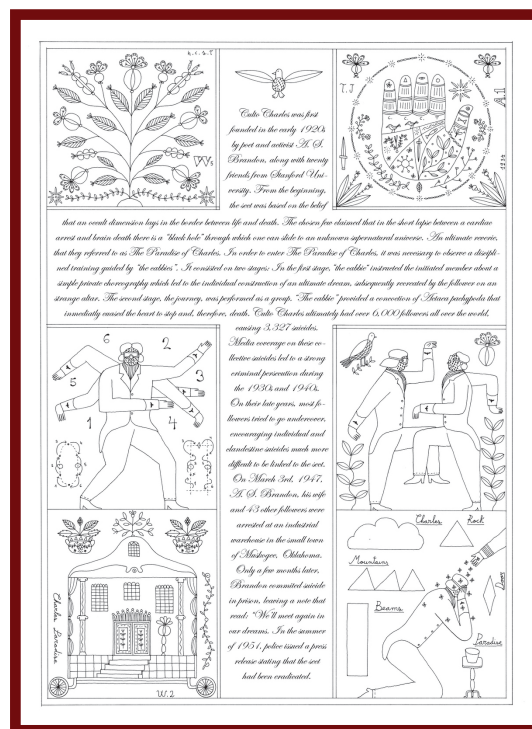 A.C.S.T
W3
T.J
A1
1234
Culto Charles was first
founded in the early 1920s
by poet and activist A. S.
Brandon, along with twenty
friends from Stanford Uni-
versity. From the beginning,
the sect was based on the belief
that an occult dimension lays in the border between life and death. The chosen few claimed that in the short lapse between a cardiac
arrest and brain death there is a "black hole" through which one can slide to an unknown supernatural universe. An ultimate reverie,
that they referred to as The Paradise of Charles. In order to enter The Paradise of Charles, it was necessary to observe a discipli-
ned training guided by "the cabbies". It consisted on two stages: In the first stage, "the cabbie" instructed the initiated member about a
simple private choreography which led to the individual construction of an ultimate dream, subsequently recreated by the follower on an
strange altar. The second stage, the journey, was performed as a group. "The cabbie" provided a concoction of Actaea pachypoda that
inmediately caused the heart to stop and, therefore, death. Culto Charles ultimately had over 6,000 followers all over the world,
causing 3,327 suicides.
Media coverage on these co-
llective suicides led to a strong
criminal persecution during
the 1930s and 1940s.
On their late years, most fo-
llowers tried to go undercover,
encouraging individual and
clandestine suicides much more
difficult to be linked to the sect.
On March 3rd, 1947,
A. S. Brandon, his wife
and 43 other followers were
arrested at an industrial
warehouse in the small town
of Muskogee, Oklahoma.
Only a few months later,
Brandon commited suicide
in prison, leaving a note that
read: "We'll meet again in
our dreams. In the summer
of 1951, police issued a press
release stating that the sect
had been eradicated.
6
2
5
3
1
4
Charles Paradise
W.2
Charles
Rock
Mountains
Doors
Beams
Paradise